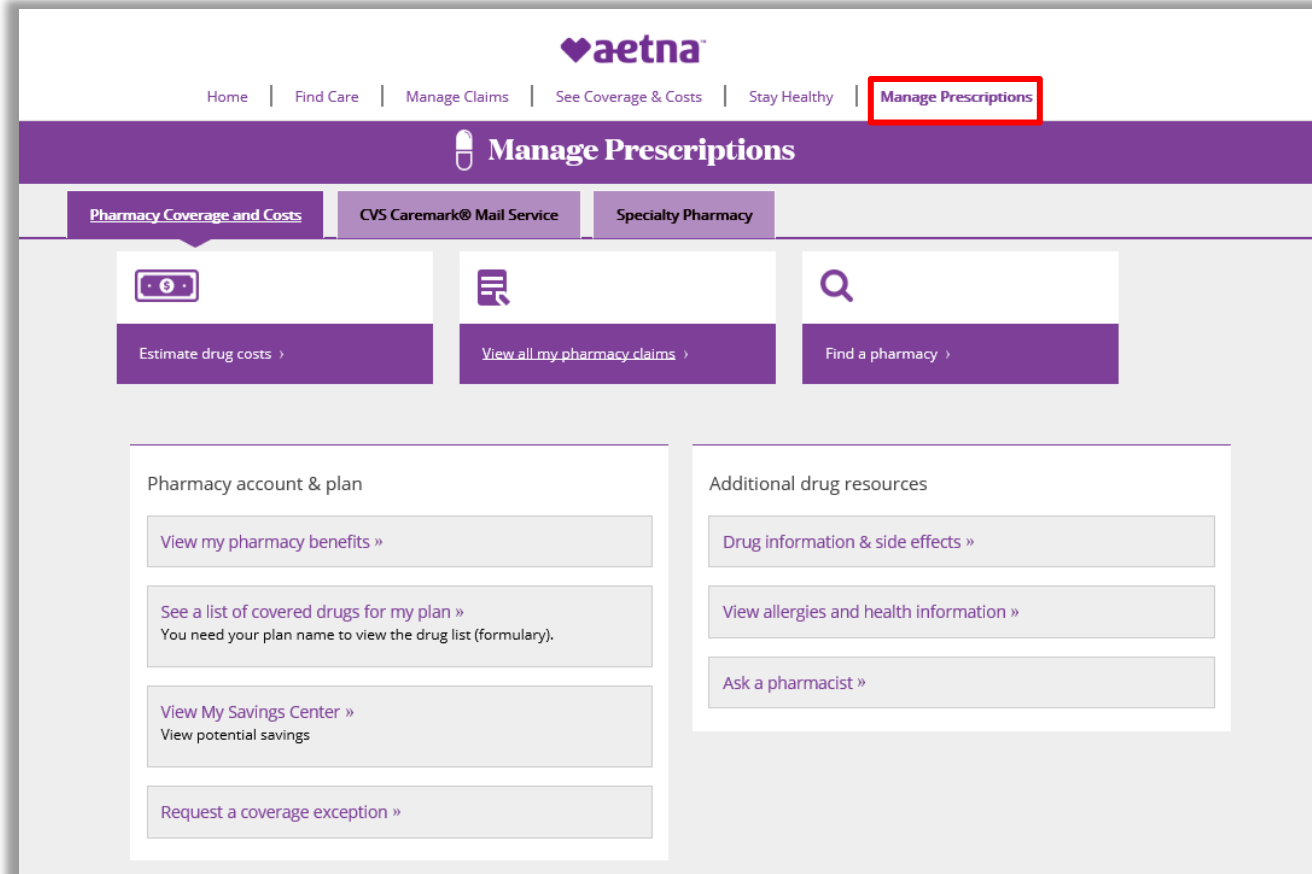 aetna™
Home | Find Care | Manage Claims | See Coverage & Costs | Stay Healthy | Manage Prescriptions
Manage Prescriptions
Pharmacy Coverage and Costs
CVS Caremark® Mail Service
Specialty Pharmacy
$
Estimate drug costs ›
View all my pharmacy claims ›
Find a pharmacy ›
Pharmacy account & plan
View my pharmacy benefits »
See a list of covered drugs for my plan »
You need your plan name to view the drug list (formulary).
View My Savings Center »
View potential savings
Request a coverage exception »
Additional drug resources
Drug information & side effects »
View allergies and health information »
Ask a pharmacist »